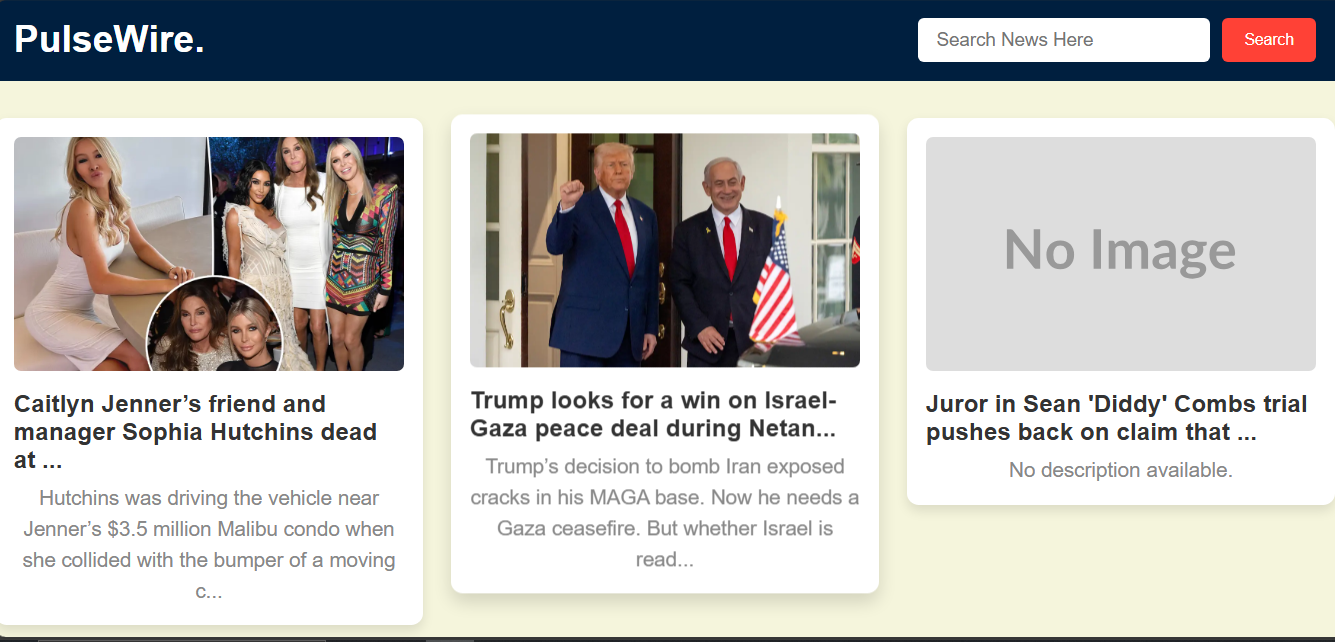 PulseWire.
Search News Here
Search
Caitlyn Jenner’s friend and
manager Sophia Hutchins dead
at ...
Hutchins was driving the vehicle near
Jenner’s $3.5 million Malibu condo when
she collided with the bumper of a moving
c...
Trump looks for a win on Israel-
Gaza peace deal during Netan...
Trump’s decision to bomb Iran exposed
cracks in his MAGA base. Now he needs a
Gaza ceasefire. But whether Israel is
read...
No Image
Juror in Sean 'Diddy' Combs trial
pushes back on claim that ...
No description available.